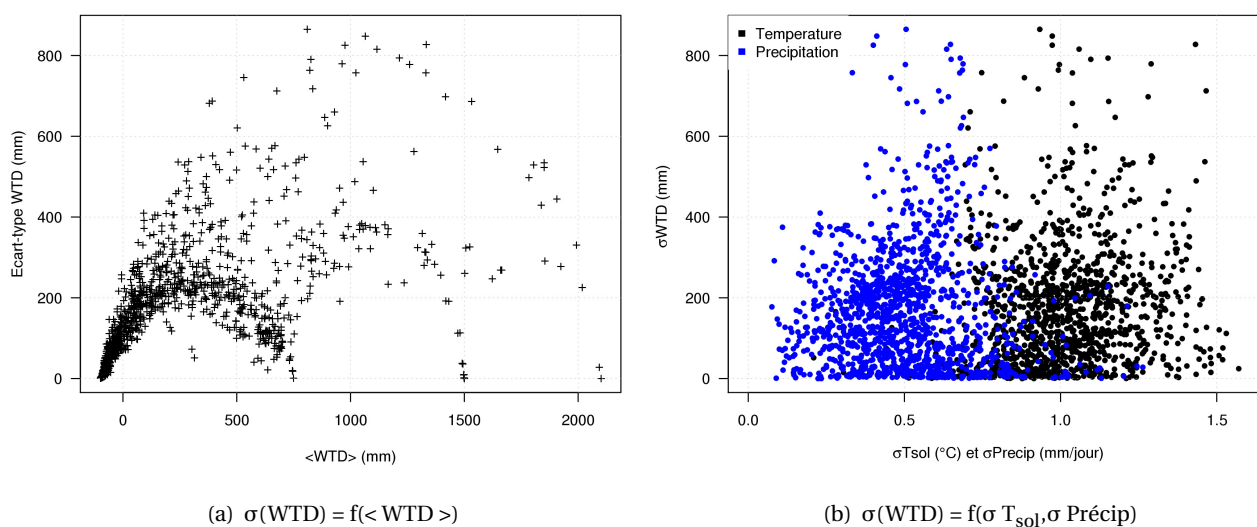 Ecart-type WTD (mm)
800
600
400
200
0
0 500 1000 1500 2000
<WTD> (mm)
(a) σ(WTD) = f(< WTD >)
Temperature
Precipitation
σWTD (mm)
800
600
400
200
0
0.0 0.5 1.0 1.5
σTsol (°C) et σPrecip (mm/jour)
(b) σ(WTD) = f(σ Tsol,σ Précip)